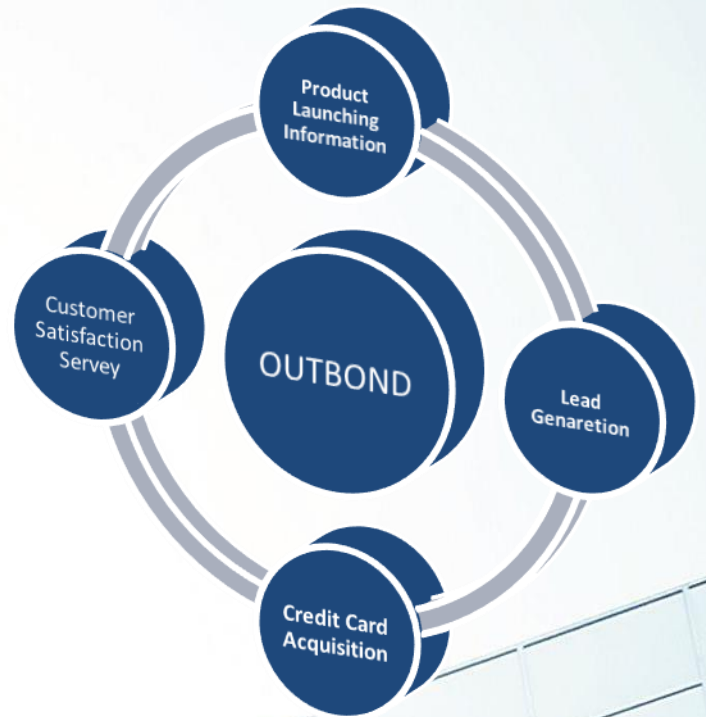 Product
Launching
Information
Customer
Satisfaction
Servey
OUTBOND
Lead
Genaretion
Credit Card
Acquisition